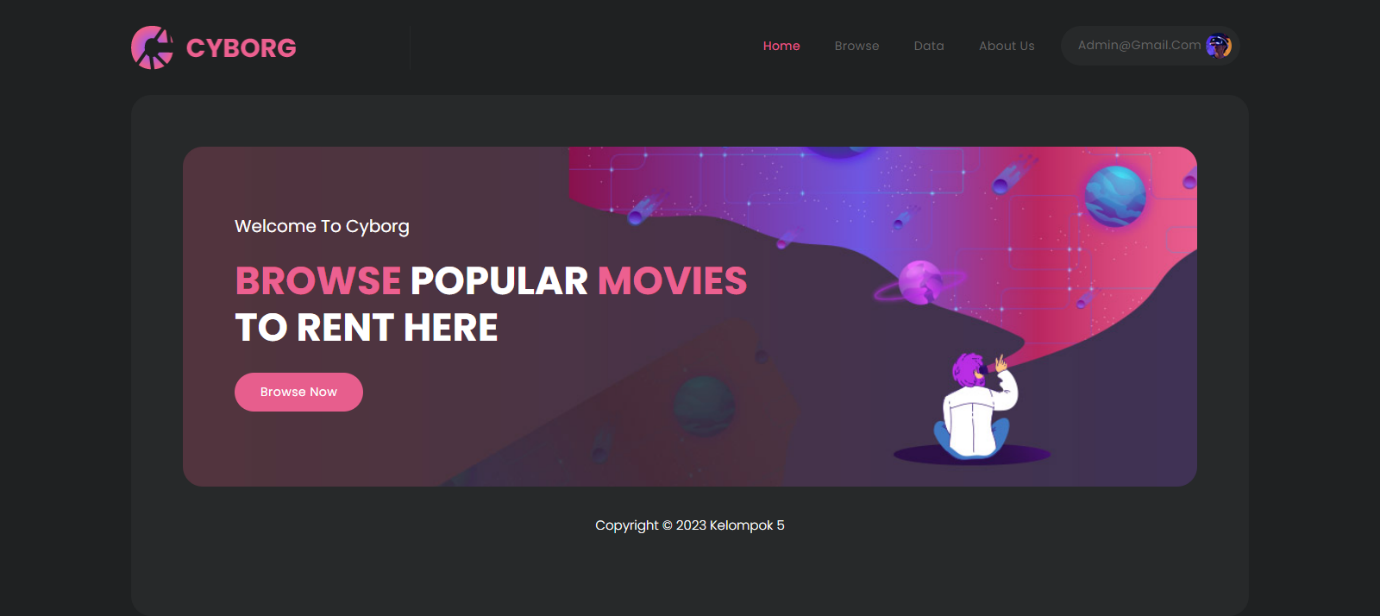 CYBORG
Home Browse Data About Us Admin@Gmail.Com
Welcome To Cyborg
BROWSE POPULAR MOVIES
TO RENT HERE
Browse Now
Copyright © 2023 Kelompok 5